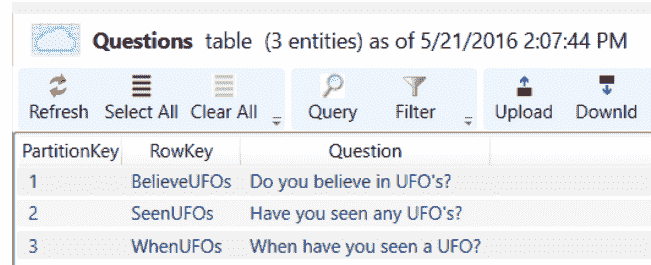 Questions table (3 entities) as of 5/21/2016 2:07:44 PM
Refresh Select All Clear All Query Filter Upload Downld
PartitionKey RowKey Question
1 BelieveUFOs Do you believe in UFO's?
2 SeenUFOs Have you seen any UFO's?
3 WhenUFOs When have you seen a UFO?